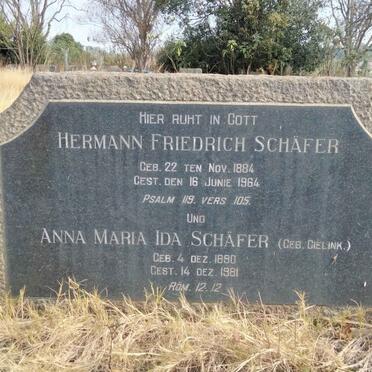 HIER RUHT IN GOTT
HERMANN FRIEDRICH SCHÄFER
GEB. 22 TEN NOV. 1884
GEST. DEN 16 JUNIE 1964
PSALM 119. VERS 105.
UND
ANNA MARIA IDA SCHÄFER (GEB. GIELINK.)
GEB. 4 DEZ. 1890
GEST. 14 DEZ. 1981
RÖM. 12. 12.